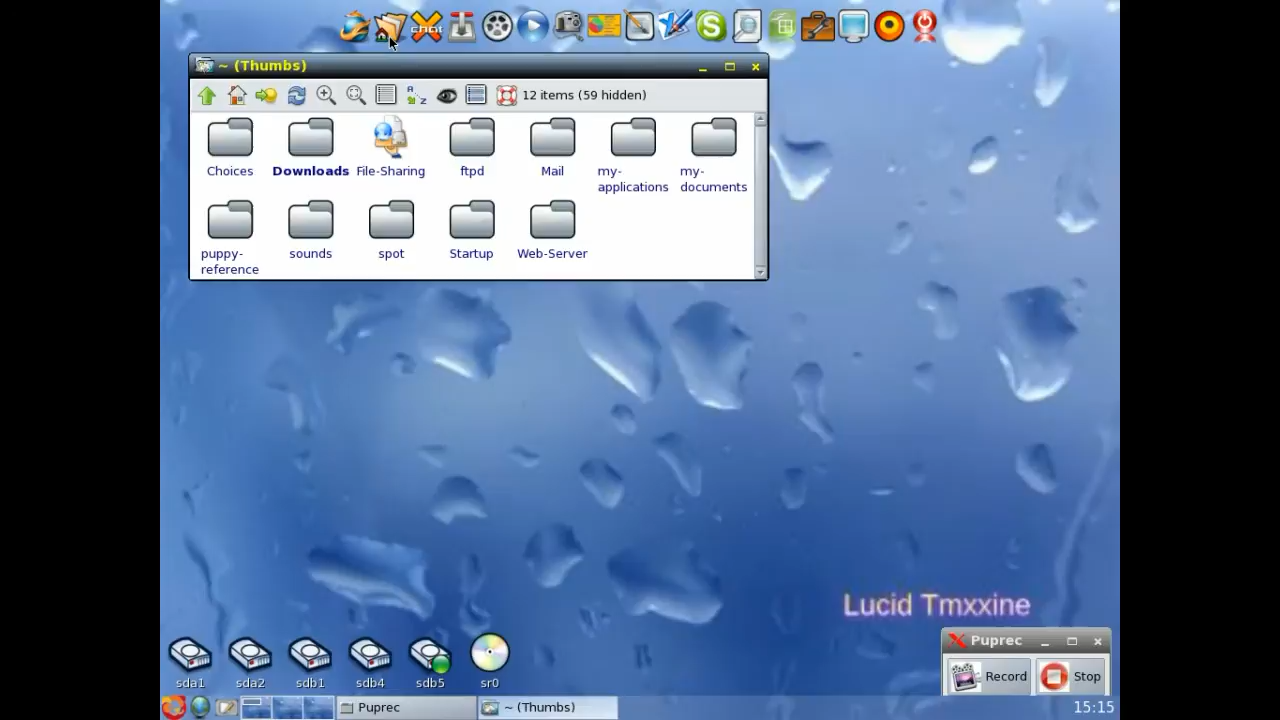 chat
~ (Thumbs)
A
Z
12 items (59 hidden)
Choices
Downloads
File-Sharing
ftpd
Mail
my-
applications
my-
documents
puppy-
reference
sounds
spot
Startup
Web-Server
Lucid Tmxxine
Puprec
Record
Stop
sda1
sda2
sdb1
sdb4
sdb5
sr0
Puprec
~ (Thumbs)
15:15